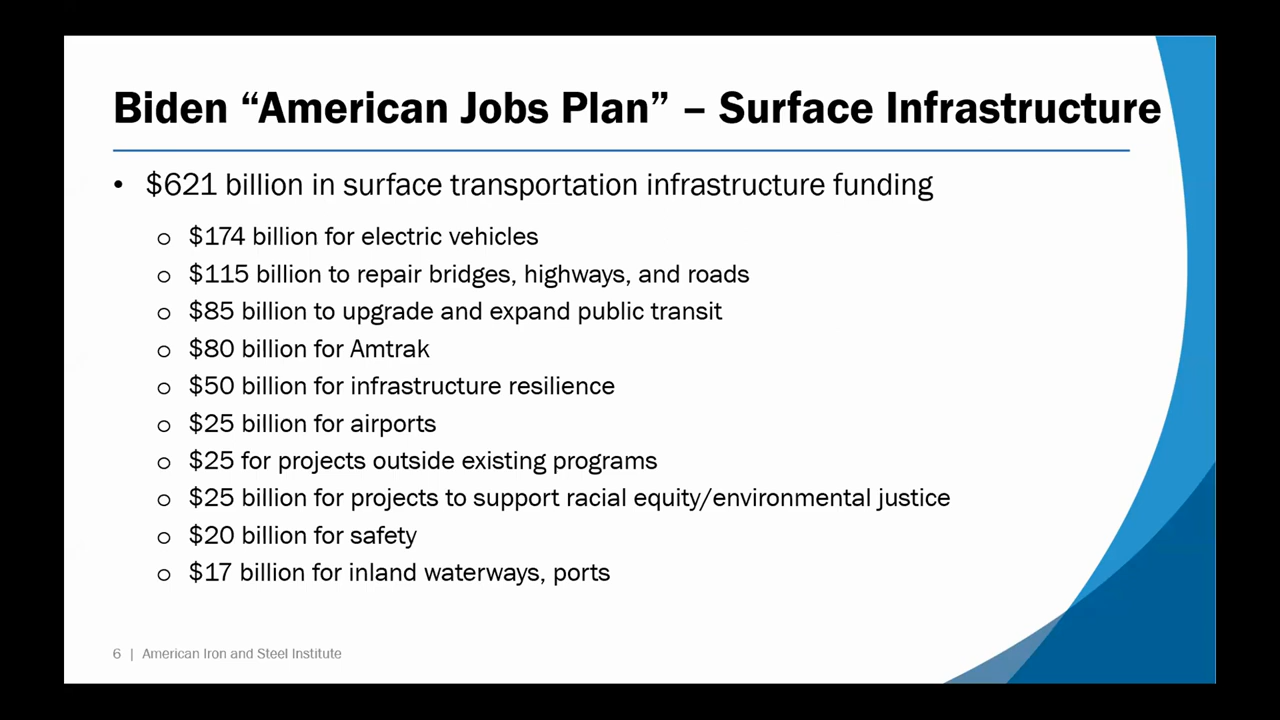 Biden “American Jobs Plan” – Surface Infrastructure
• $621 billion in surface transportation infrastructure funding
o $174 billion for electric vehicles
o $115 billion to repair bridges, highways, and roads
o $85 billion to upgrade and expand public transit
o $80 billion for Amtrak
o $50 billion for infrastructure resilience
o $25 billion for airports
o $25 for projects outside existing programs
o $25 billion for projects to support racial equity/environmental justice
o $20 billion for safety
o $17 billion for inland waterways, ports
6 | American Iron and Steel Institute